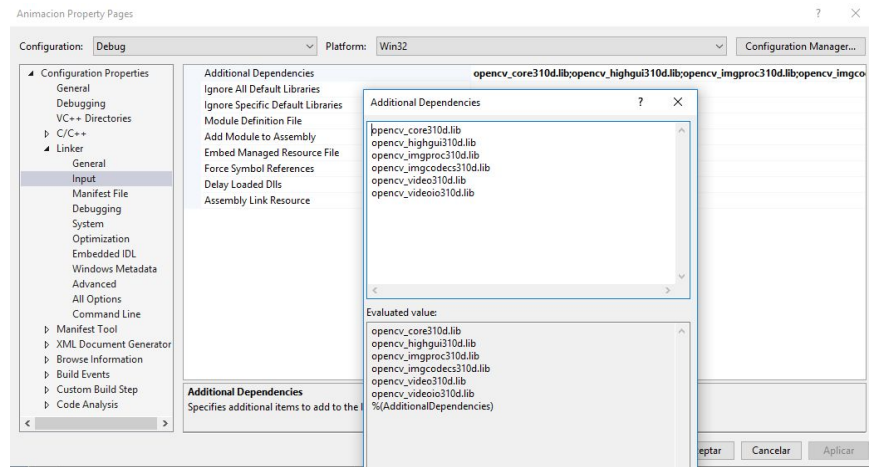 Animacion Property Pages
? ×
Configuration: Debug
Platform: Win32
Configuration Manager...
Configuration Properties
General
Debugging
VC++ Directories
C/C++
Linker
General
Input
Manifest File
Debugging
System
Optimization
Embedded IDL
Windows Metadata
Advanced
All Options
Command Line
Manifest Tool
XML Document Generator
Browse Information
Build Events
Custom Build Step
Code Analysis
Additional Dependencies opencv_core310d.lib;opencv_highgui310d.lib;opencv_imgproc310d.lib;opencv_imgco
Ignore All Default Libraries
Ignore Specific Default Libraries
Module Definition File
Add Module to Assembly
Embed Managed Resource File
Force Symbol References
Delay Loaded Dlls
Assembly Link Resource
Additional Dependencies
Specifies additional items to add to the
Additional Dependencies ? ×
opencv_core310d.lib
opencv_highgui310d.lib
opencv_imgproc310d.lib
opencv_imgcodecs310d.lib
opencv_video310d.lib
opencv_videoio310d.lib
Evaluated value:
opencv_core310d.lib
opencv_highgui310d.lib
opencv_imgproc310d.lib
opencv_imgcodecs310d.lib
opencv_video310d.lib
opencv_videoio310d.lib
%(AdditionalDependencies)
eptar
Cancelar
Aplicar